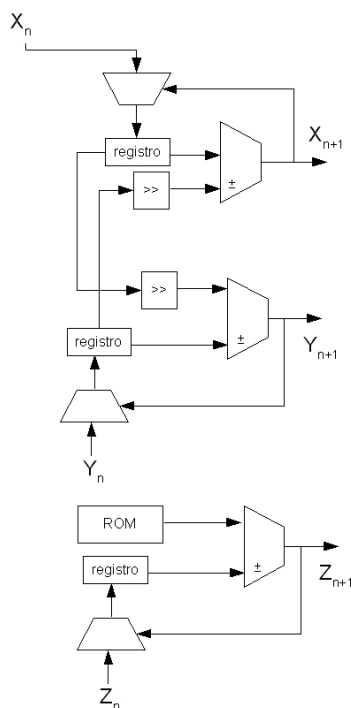 Xn
registro
Xn+1
>>
±
>>
registro
±
Yn+1
Yn
ROM
registro
±
Zn+1
Zn